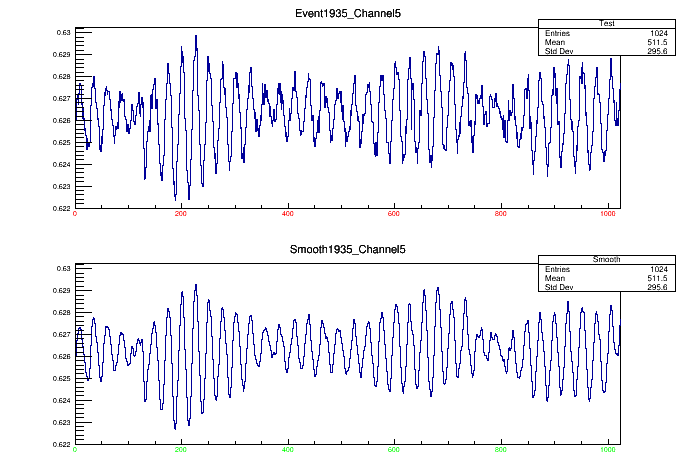 Event1935_Channel5
Test
Entries 1024
Mean 511.5
Std Dev 295.6
0.63
0.629
0.628
0.627
0.626
0.625
0.624
0.623
0.622
0 200 400 600 800 1000
Smooth1935_Channel5
Smooth
Entries 1024
Mean 511.5
Std Dev 295.6
0.63
0.629
0.628
0.627
0.626
0.625
0.624
0.623
0.622
0 200 400 600 800 1000